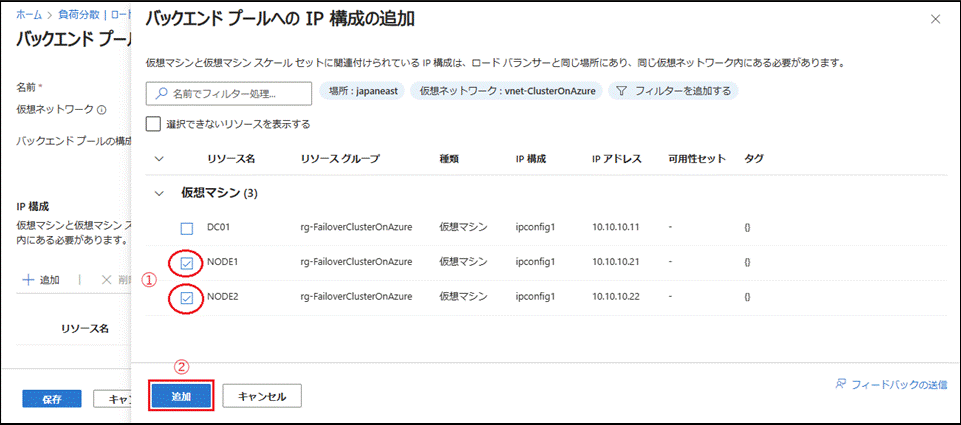 ホーム > 負荷分散 | ロード
バックエンド プール
名前 *
仮想ネットワーク
バックエンド プールの構成
IP 構成
仮想マシンと仮想マシン ス
内にある必要があります。
+ 追加 | × 削除
リソース名
保存 キャン
バックエンド プールへの IP 構成の追加
仮想マシンと仮想マシン スケール セットに関連付けられている IP 構成は、ロード バランサーと同じ場所にあり、同じ仮想ネットワーク内にある必要があります。
名前でフィルター処理... 場所 : japaneast 仮想ネットワーク : vnet-ClusterOnAzure フィルターを追加する
選択できないリソースを表示する
リソース名 リソース グループ 種類 IP 構成 IP アドレス 可用性セット タグ
仮想マシン (3)
DC01 rg-FailoverClusterOnAzure 仮想マシン ipconfig1 10.10.10.11 - {}
① NODE1 rg-FailoverClusterOnAzure 仮想マシン ipconfig1 10.10.10.21 - {}
NODE2 rg-FailoverClusterOnAzure 仮想マシン ipconfig1 10.10.10.22 - {}
②
追加 キャンセル フィードバックの送信